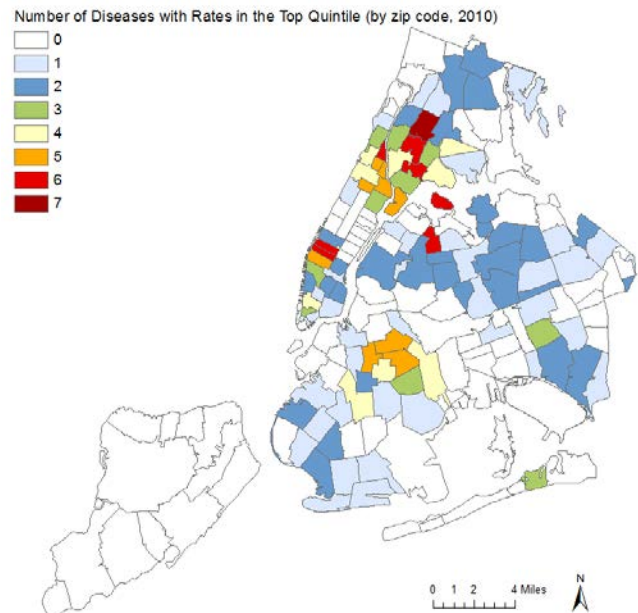 Number of Diseases with Rates in the Top Quintile (by zip code, 2010)
0
1
2
3
4
5
6
7
N
0 1 2 4 Miles